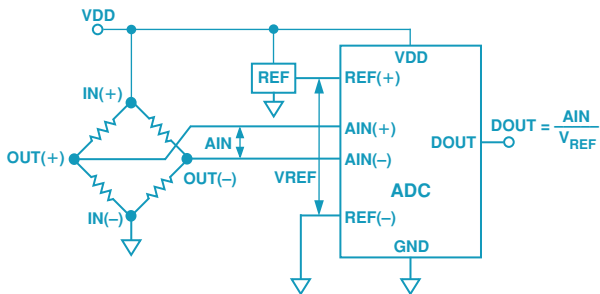 VDD
IN(+)
OUT(+)
OUT(–)
IN(–)
REF
AIN
VREF
VDD
REF(+)
AIN(+)
AIN(–)
ADC
REF(–)
GND
DOUT
DOUT = AIN / VREF